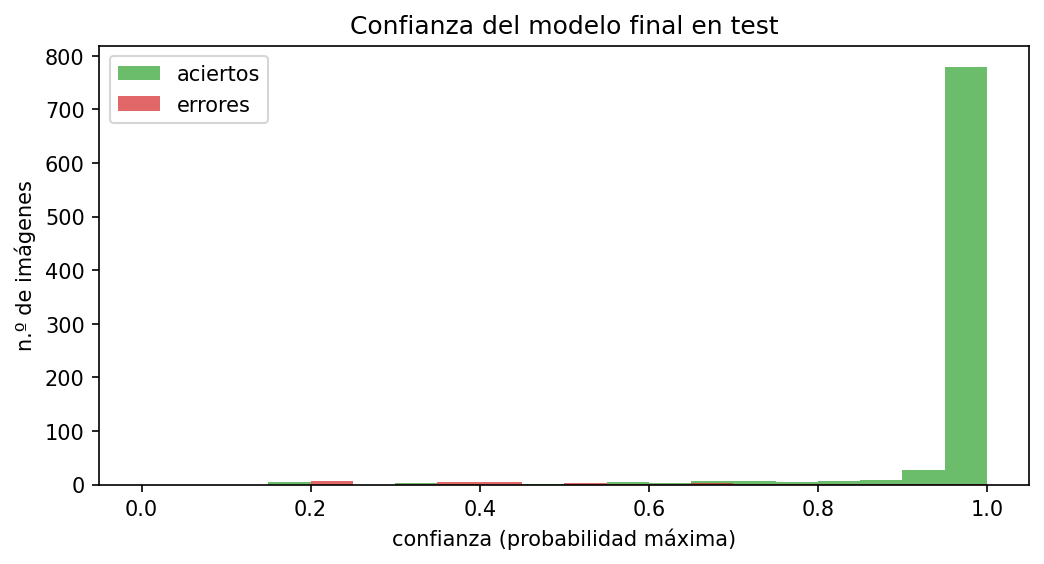 Confianza del modelo final en test
aciertos
errores
n.º de imágenes
800
700
600
500
400
300
200
100
0
0.0 0.2 0.4 0.6 0.8 1.0
confianza (probabilidad máxima)